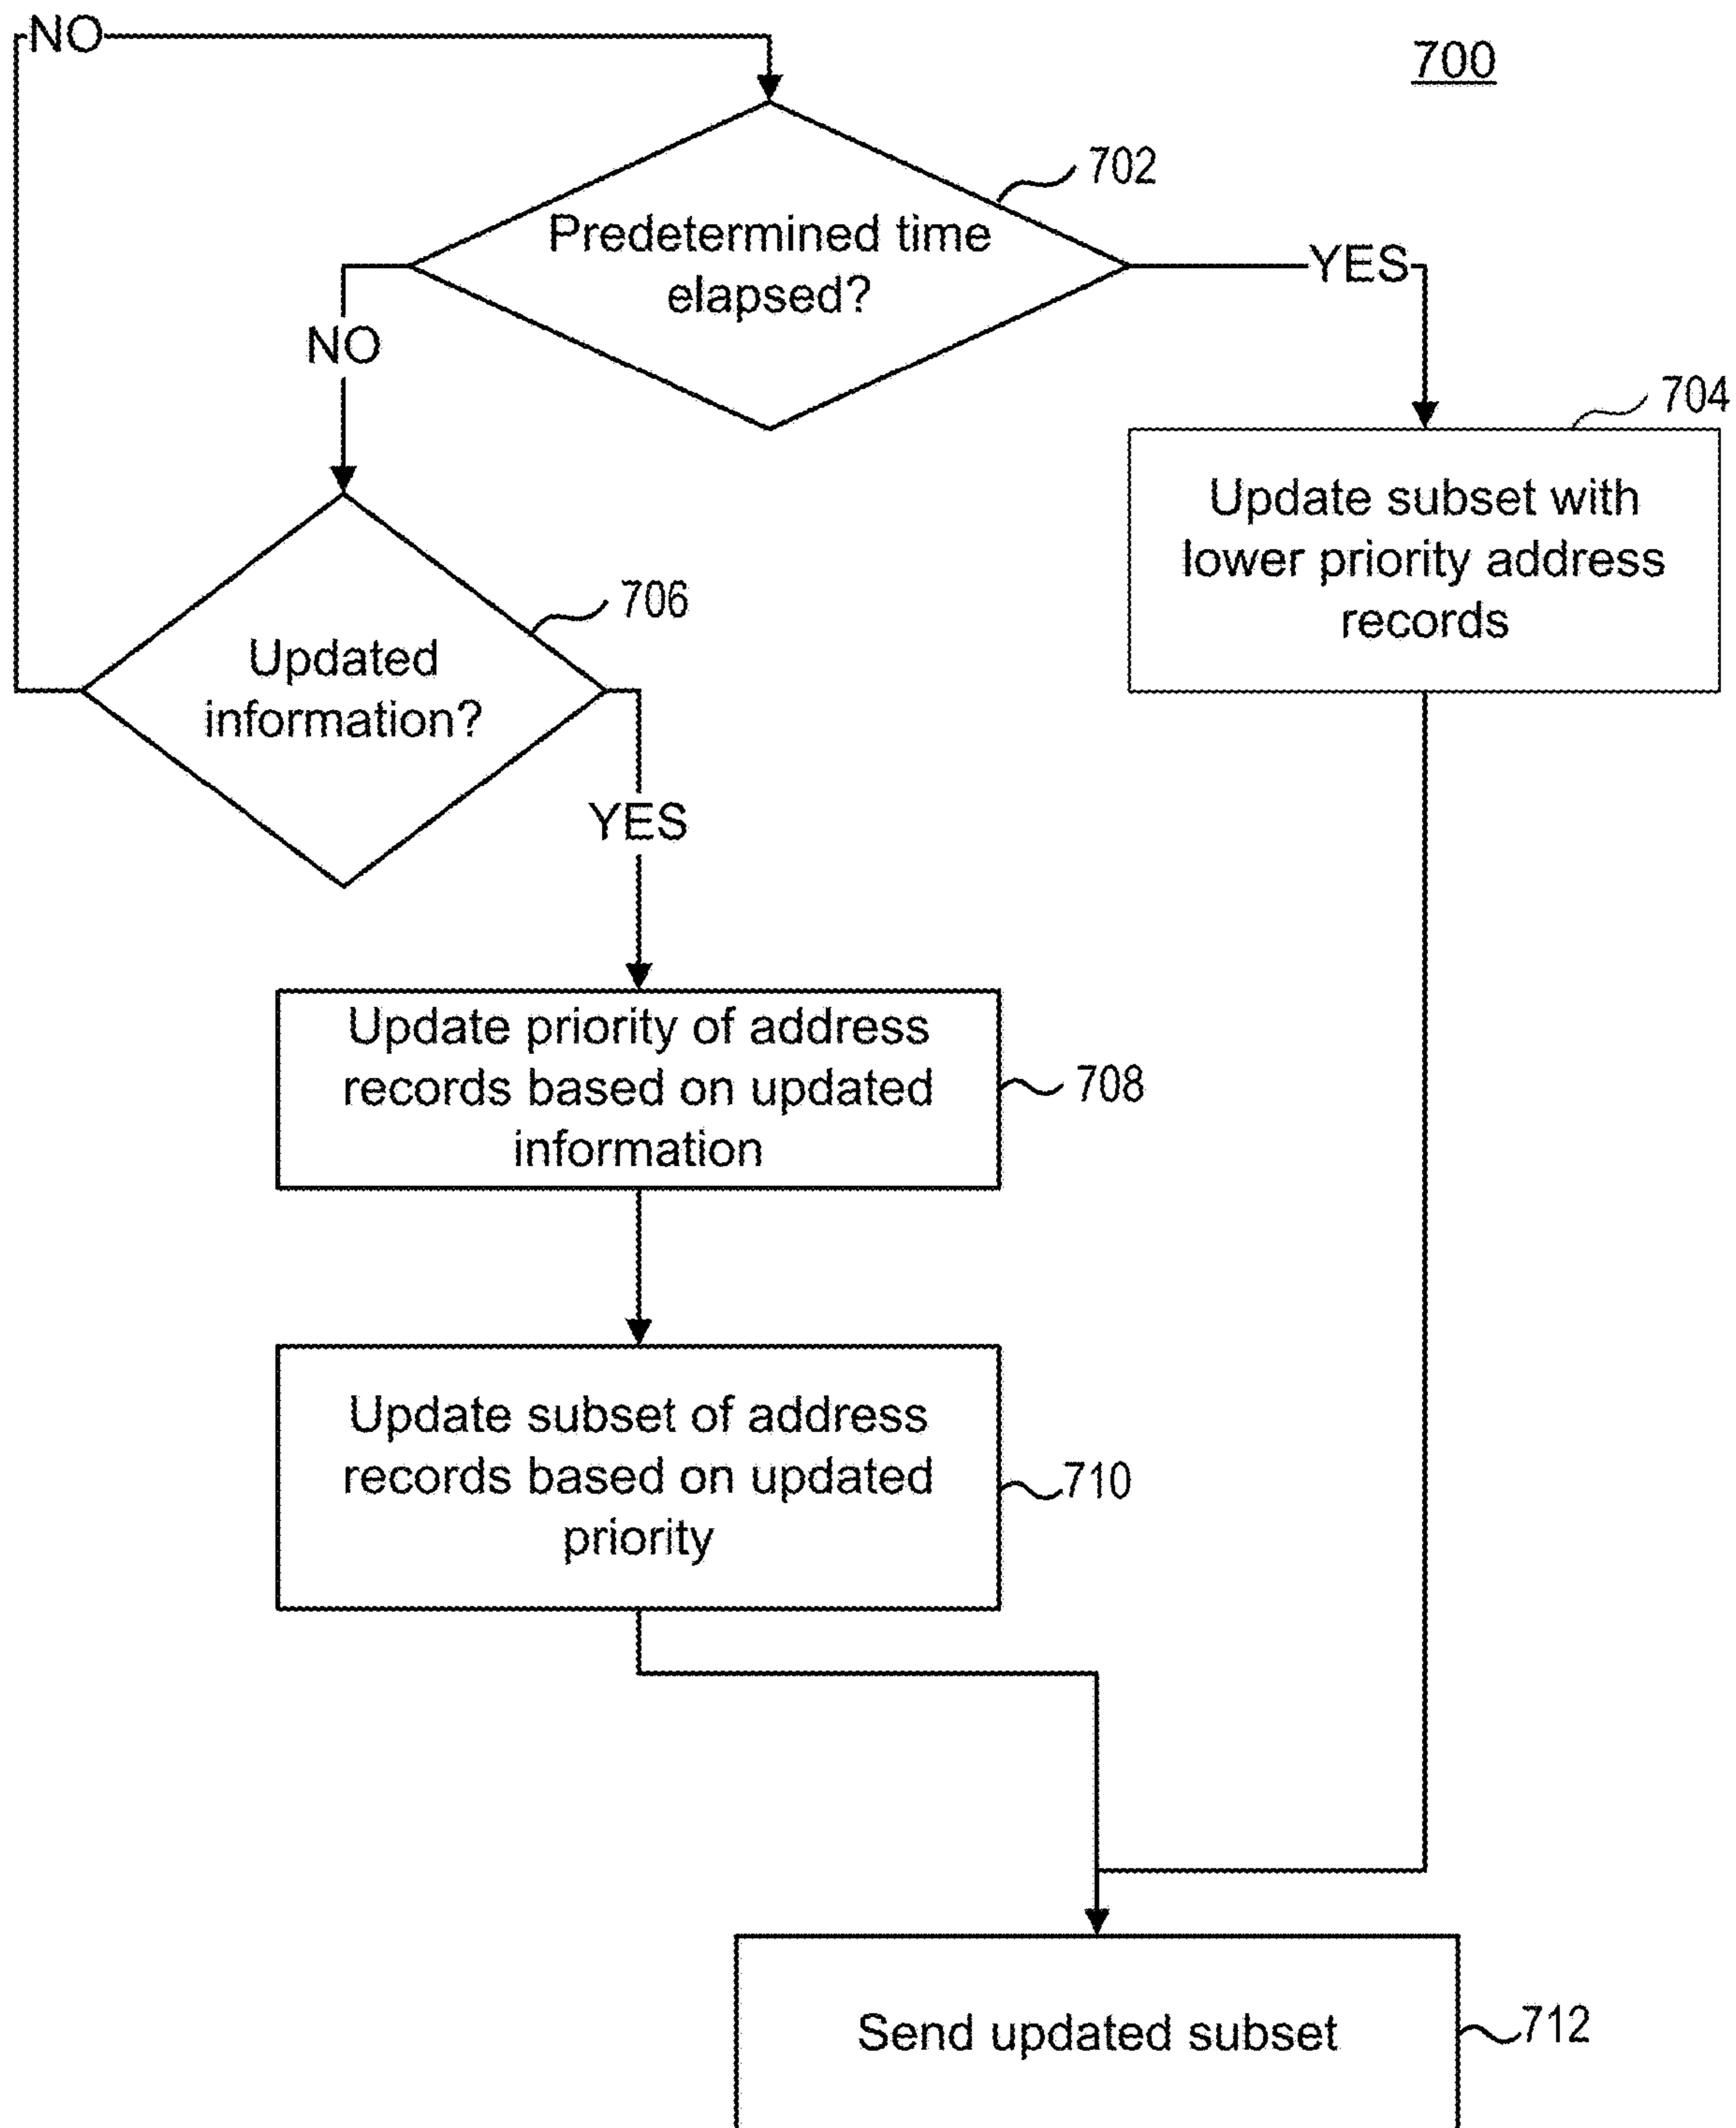 NO
700
702
Predetermined time
elapsed?
YES
NO
704
Update subset with
lower priority address
records
706
Updated
information?
YES
Update priority of address
records based on updated
information
708
Update subset of address
records based on updated
priority
710
Send updated subset
712